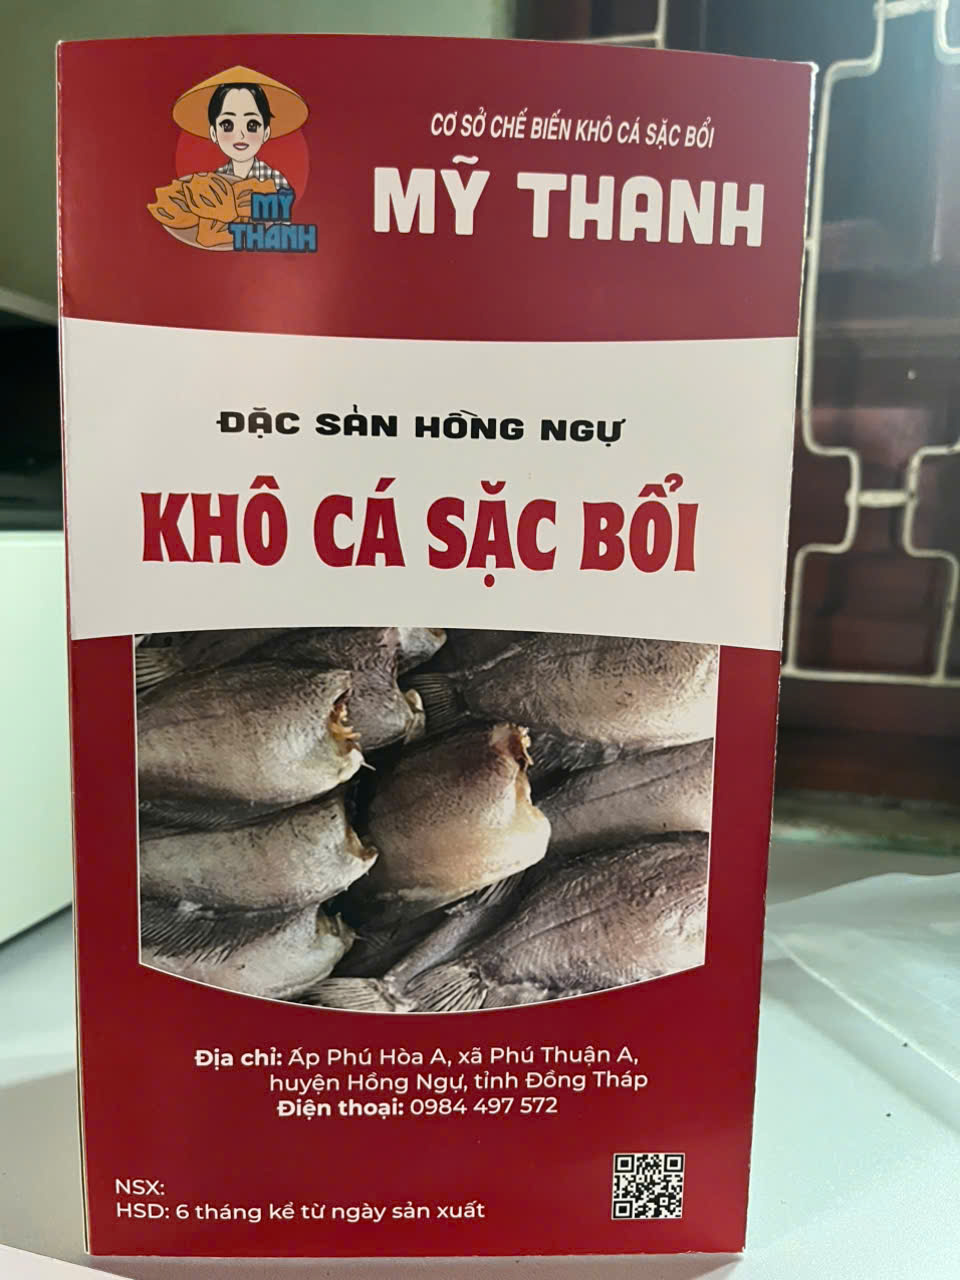 MỸ
THANH
CƠ SỞ CHẾ BIẾN KHÔ CÁ SẶC BỔI
MỸ THANH
ĐẶC SẢN HỒNG NGỰ
KHÔ CÁ SẶC BỔI
Địa chỉ: Ấp Phú Hòa A, xã Phú Thuận A,
huyện Hồng Ngự, tỉnh Đồng Tháp
Điện thoại: 0984 497 572
NSX:
HSD: 6 tháng kể từ ngày sản xuất